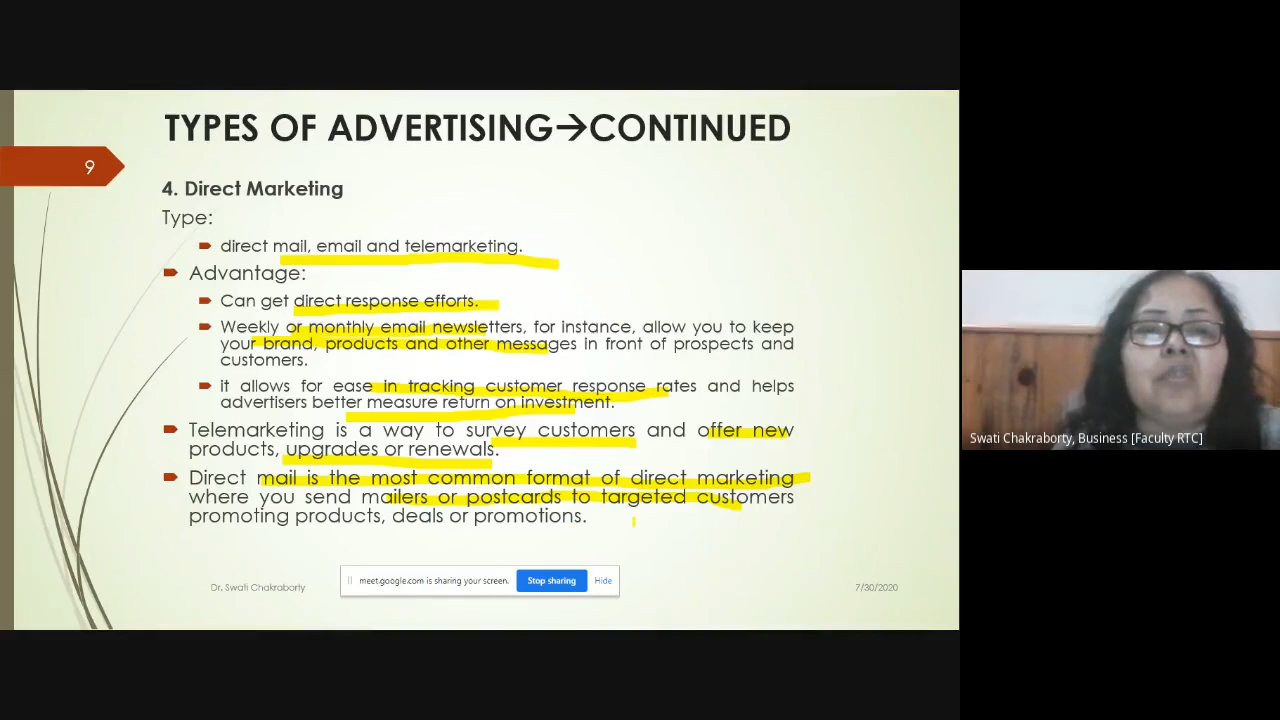 TYPES OF ADVERTISING→CONTINUED
9
4. Direct Marketing
Type:
direct mail, email and telemarketing.
Advantage:
Can get direct response efforts.
Weekly or monthly email newsletters, for instance, allow you to keep
your brand, products and other messages in front of prospects and
customers.
it allows for ease in tracking customer response rates and helps
advertisers better measure return on investment.
Telemarketing is a way to survey customers and offer new
products, upgrades or renewals.
Direct mail is the most common format of direct marketing
where you send mailers or postcards to targeted customers
promoting products, deals or promotions.
Dr. Swati Chakraborty
meet.google.com is sharing your screen.
Stop sharing
Hide
7/30/2020
Swati Chakraborty, Business [Faculty RTC]